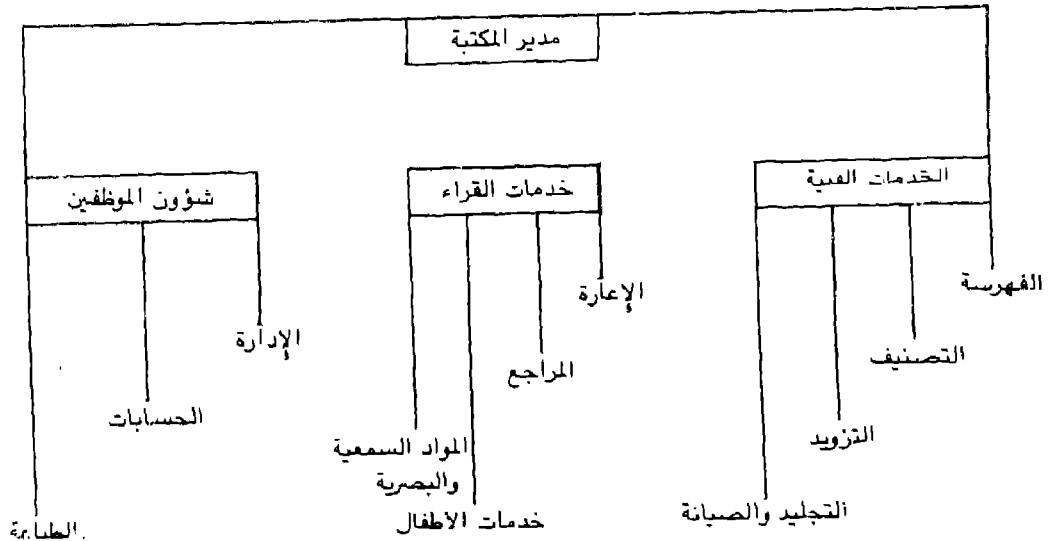 مدير المكتبة
الخدمات الفنية
خدمات القراء
شؤون الموظفين
الفهرسة
التصنيف
التزويد
التجليد والصيانة
الإعارة
المراجع
خدمات الأطفال
المواد السمعية
والبصرية
الإدارة
الحسابات
الطباعة